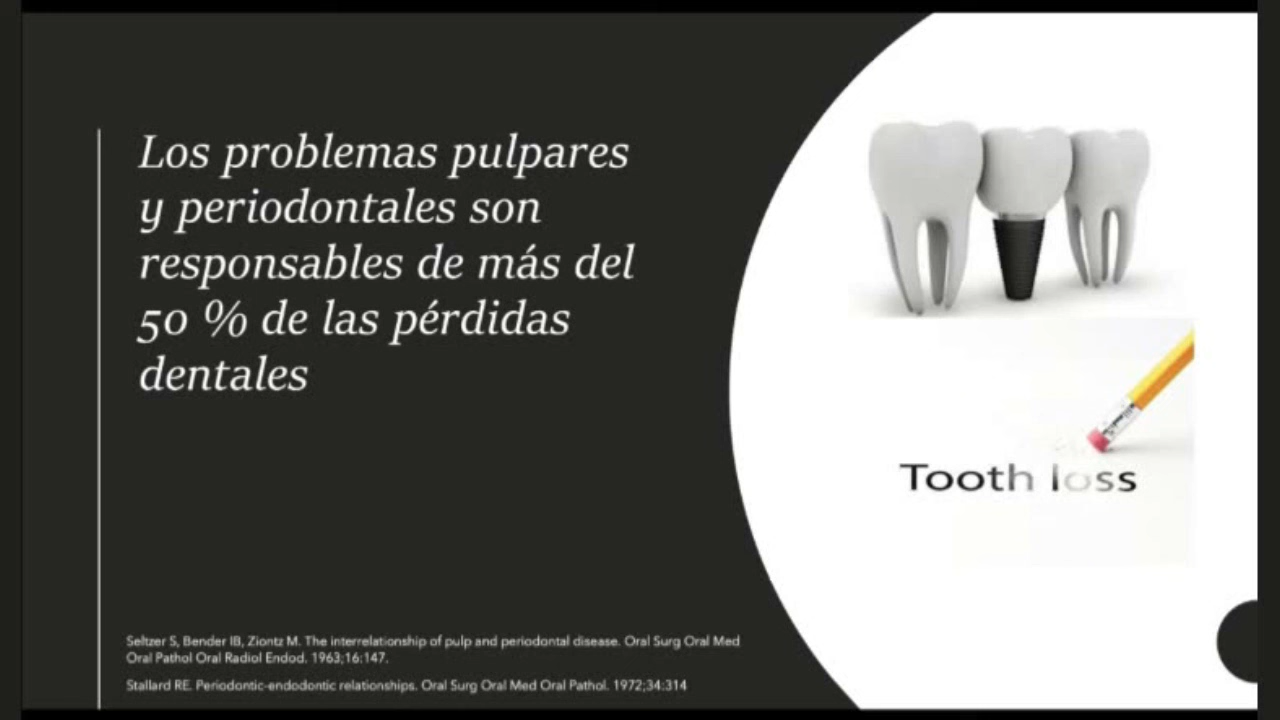 Los problemas pulpares
y periodontales son
responsables de más del
50 % de las pérdidas
dentales
Tooth loss
Seltzer S, Bender IB, Ziontz M. The interrelationship of pulp and periodontal disease. Oral Surg Oral Med
Oral Pathol Oral Radiol Endod. 1963;16:147.
Stallard RE. Periodontic-endodontic relationships. Oral Surg Oral Med Oral Pathol. 1972;34:314